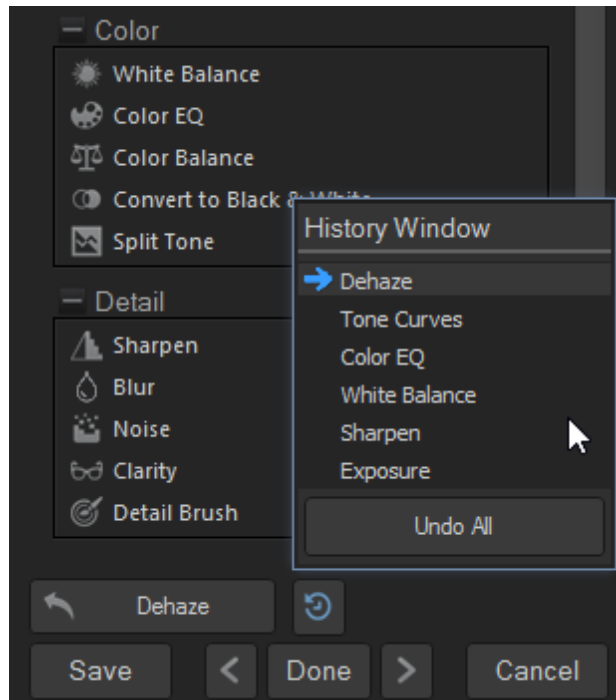 Color
White Balance
Color EQ
Color Balance
Convert to Black & White
Split Tone
Detail
Sharpen
Blur
Noise
Clarity
Detail Brush
History Window
Dehaze
Tone Curves
Color EQ
White Balance
Sharpen
Exposure
Undo All
Dehaze
Save
<
Done
>
Cancel